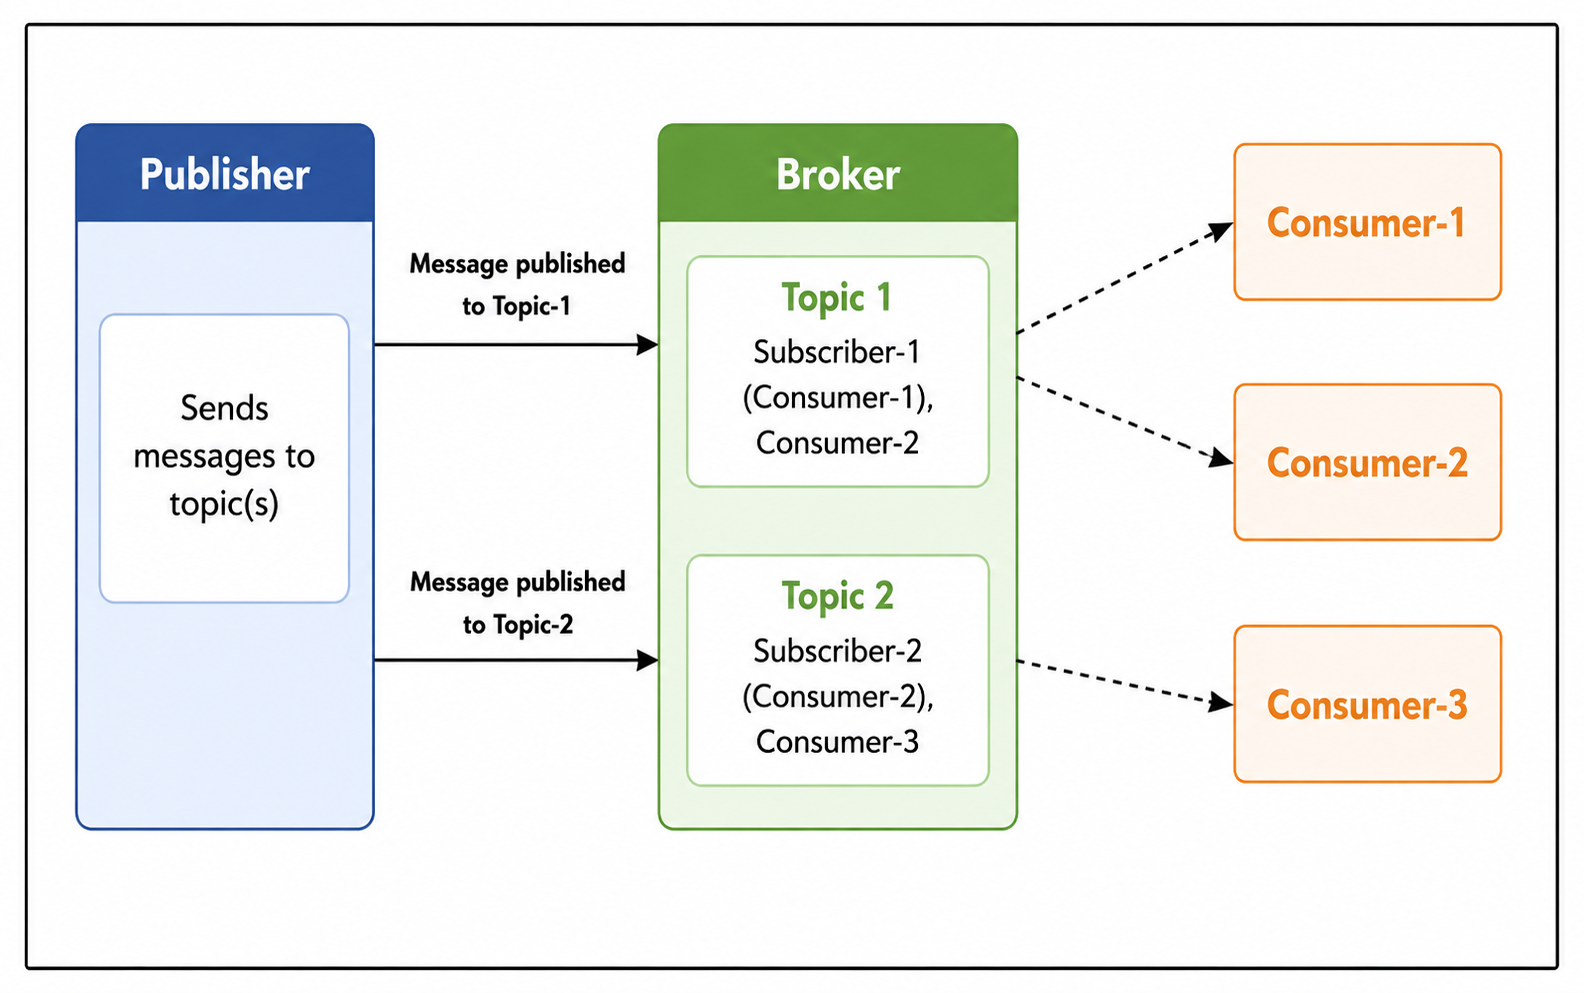 Publisher
Sends
messages to
topic(s)
Message published
to Topic-1
Message published
to Topic-2
Broker
Topic 1
Subscriber-1
(Consumer-1),
Consumer-2
Topic 2
Subscriber-2
(Consumer-2),
Consumer-3
Consumer-1
Consumer-2
Consumer-3